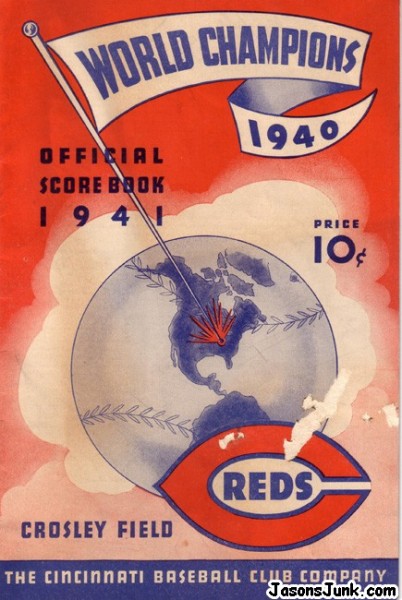 WORLD CHAMPIONS
1940
OFFICIAL
SCORE BOOK
1941
PRICE
10¢
REDS
CROSLEY FIELD
THE CINCINNATI BASEBALL CLUB COMPANY
JasonsJunk.com